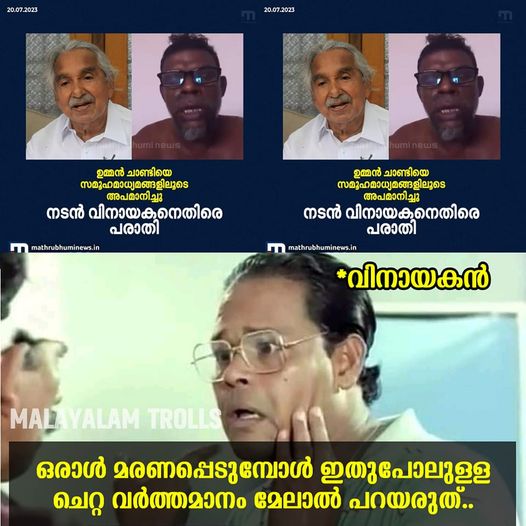 20.07.2023
ഉമ്മൻ ചാണ്ടിയെ
സമൂഹമാധ്യമങ്ങളിലൂടെ
അപമാനിച്ചു
നടൻ വിനായകനെതിരെ
പരാതി
mathrubhuminews.in
20.07.2023
ഉമ്മൻ ചാണ്ടിയെ
സമൂഹമാധ്യമങ്ങളിലൂടെ
അപമാനിച്ചു
നടൻ വിനായകനെതിരെ
പരാതി
mathrubhuminews.in
*വിനായകൻ
MALAYALAM TROLLS
ഒരാൾ മരണപ്പെടുമ്പോൾ ഇതുപോലുള്ള
ചെറ്റ വർത്തമാനം മേലാൽ പറയരുത്..